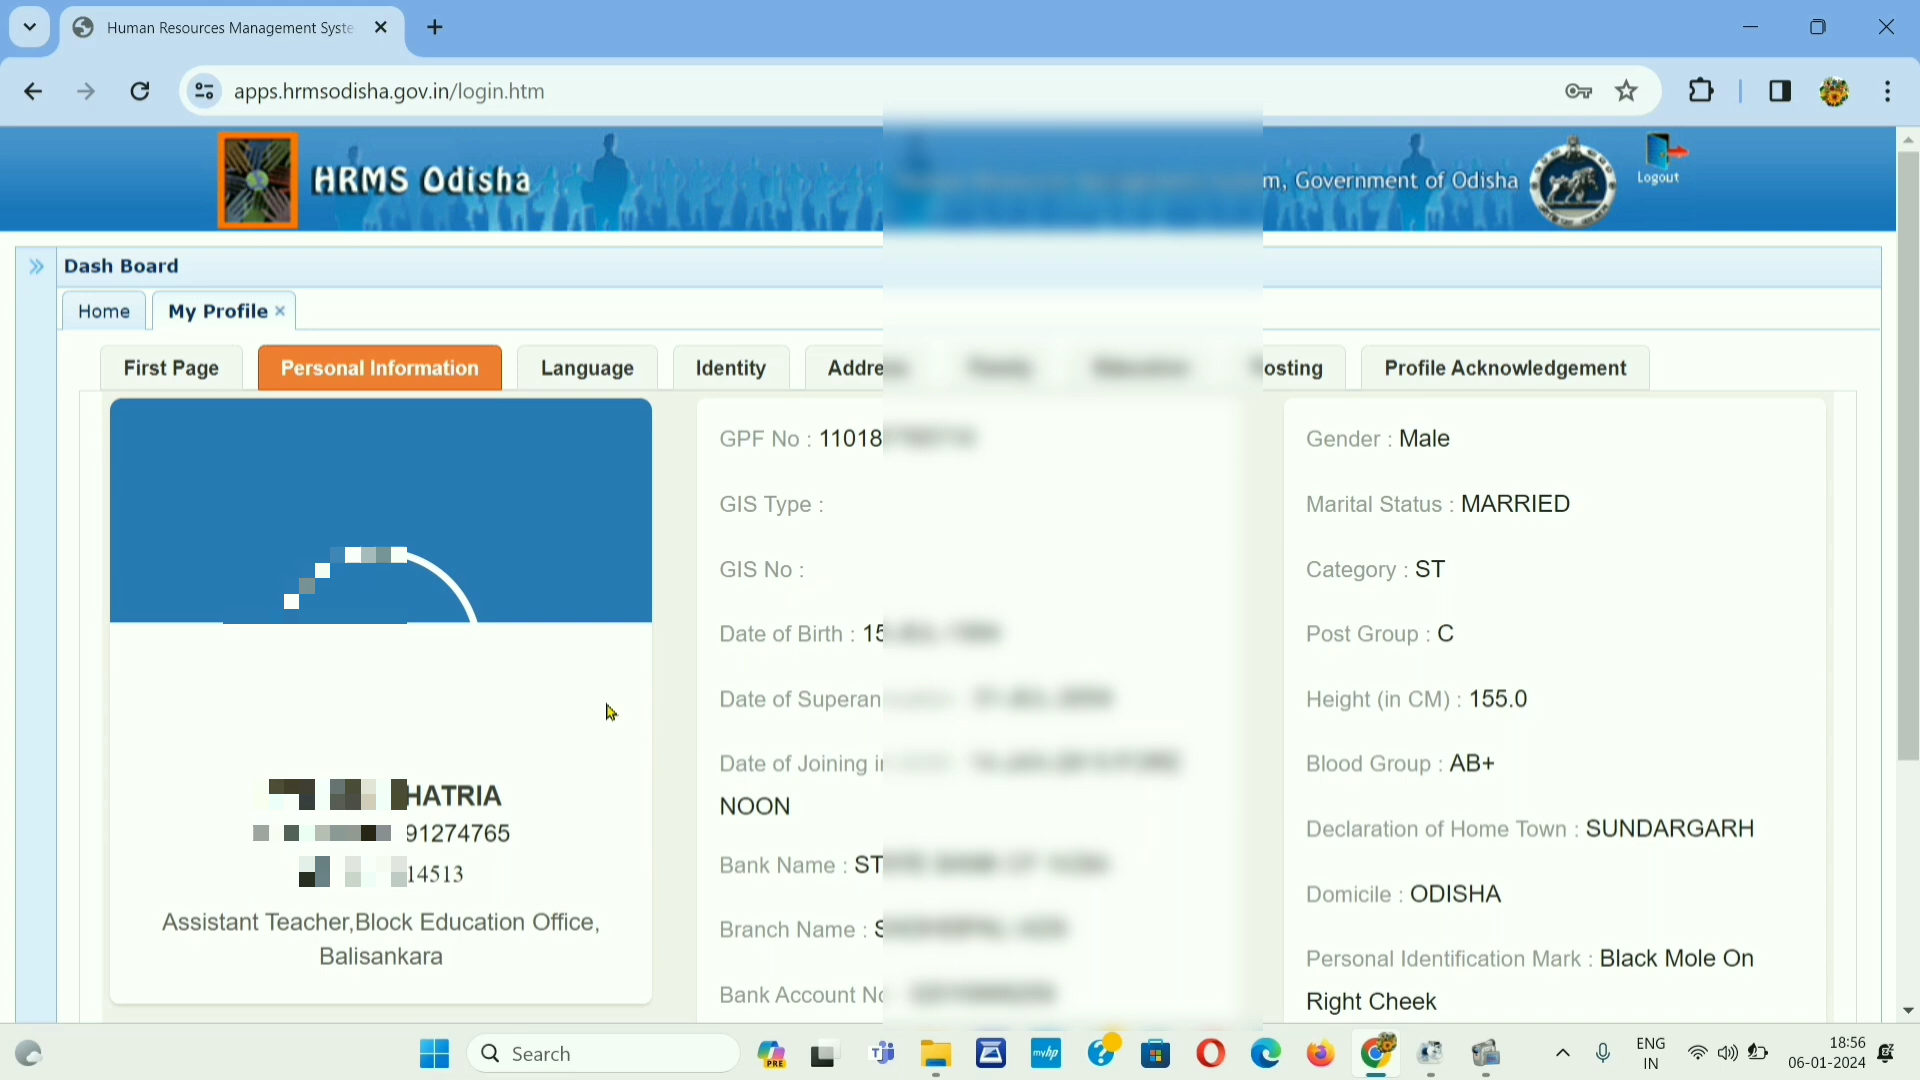 Human Resources Management Syste
apps.hrmsodisha.gov.in/login.htm
HRMS Odisha
m, Government of Odisha
Logout
Dash Board
Home
My Profile
First Page
Personal Information
Language
Identity
Addre
osting
Profile Acknowledgement
HATRIA
91274765
14513
Assistant Teacher,Block Education Office,
Balisankara
GPF No : 11018
GIS Type :
GIS No :
Date of Birth : 15
Date of Superan
Date of Joining i
NOON
Bank Name : ST
Branch Name : S
Bank Account No
Gender : Male
Marital Status : MARRIED
Category : ST
Post Group : C
Height (in CM) : 155.0
Blood Group : AB+
Declaration of Home Town : SUNDARGARH
Domicile : ODISHA
Personal Identification Mark : Black Mole On
Right Cheek
Search
PRE
myhp
ENG
IN
18:56
06-01-2024